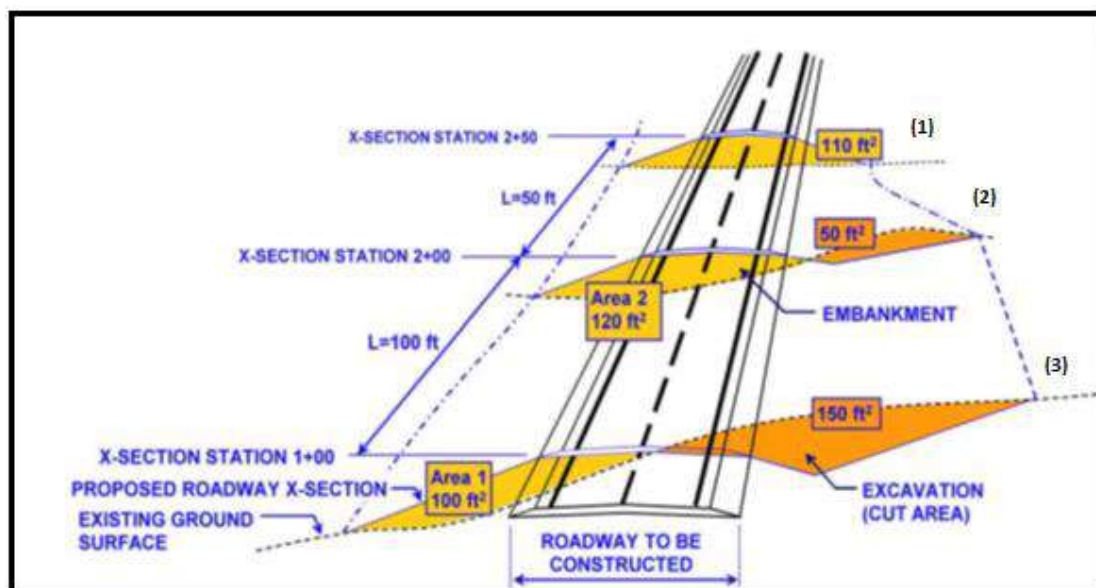 (1)
X-SECTION STATION 2+50
110 ft²
(2)
L=50 ft
50 ft²
X-SECTION STATION 2+00
Area 2
120 ft²
EMBANKMENT
L=100 ft
(3)
150 ft²
X-SECTION STATION 1+00
Area 1
100 ft²
PROPOSED ROADWAY X-SECTION
EXISTING GROUND
SURFACE
EXCAVATION
(CUT AREA)
ROADWAY TO BE
CONSTRUCTED